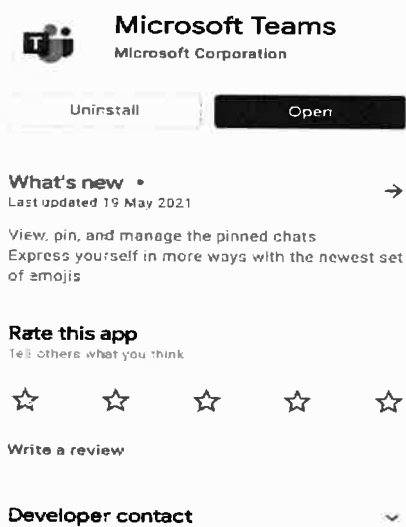 Microsoft Teams
Microsoft Corporation
Uninstall
Open
What's new •
Last updated 19 May 2021
View, pin, and manage the pinned chats
Express yourself in more ways with the newest set
of emojis
Rate this app
Tell others what you think
Write a review
Developer contact